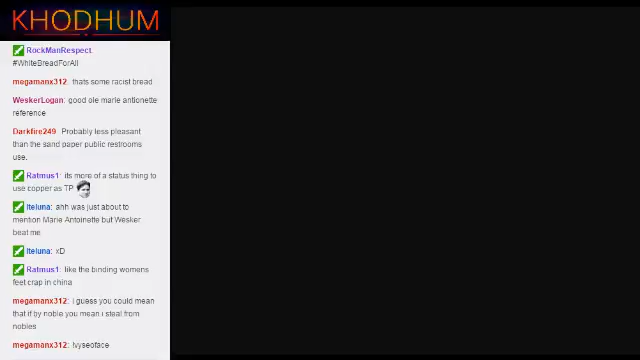 KHODHUM
RockManRespect:
#WhiteBreadForAll
megamanx312: thats some racist bread
WeskerLogan: good ole marie antionette
reference
Darkfire249: Probably less pleasant
than the sand paper public restrooms
use.
Ratmus1: its more of a status thing to
use copper as TP
iteluna: ahh was just about to
mention Marie Antoinette but Wesker
beat me
iteluna: xD
Ratmus1: like the binding womens
feet crap in china
megamanx312: i guess you could mean
that if by noble you mean i steal from
nobles
megamanx312: !vyseoface